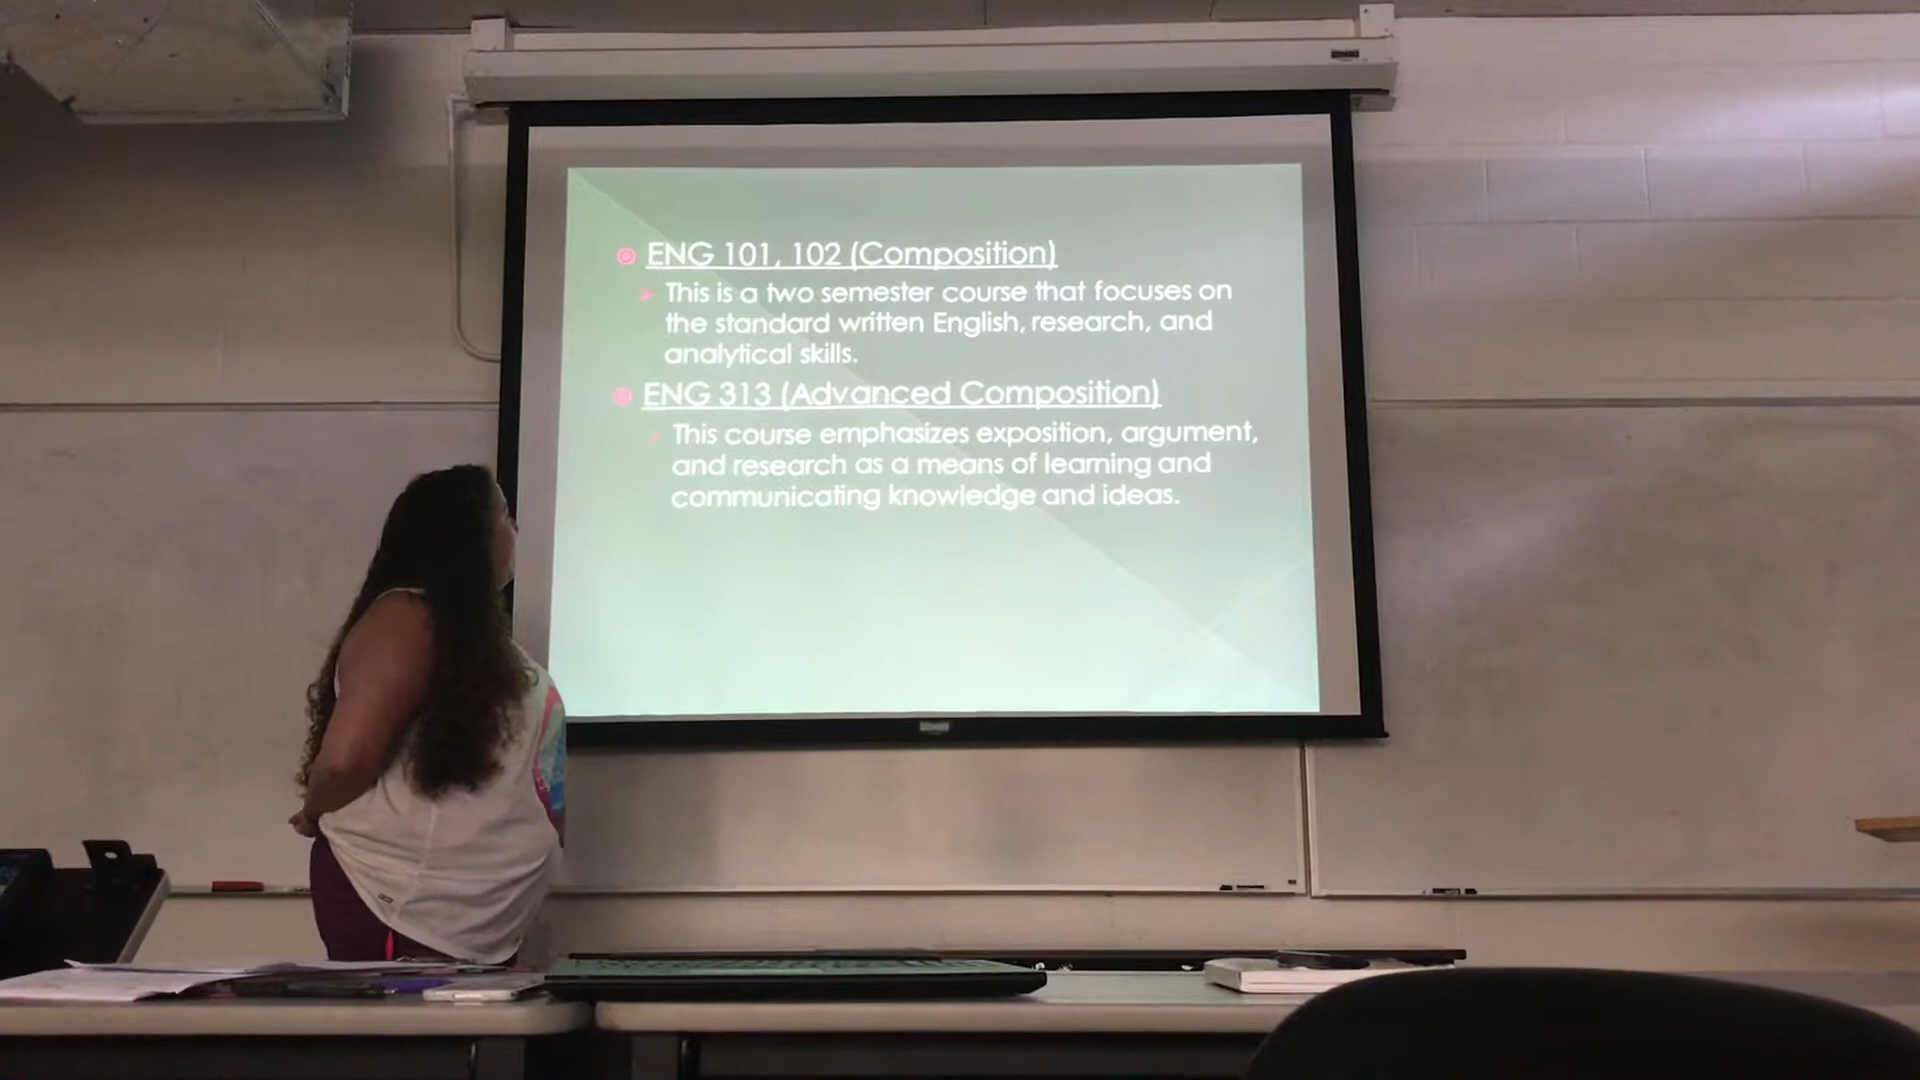 ENG 101, 102 (Composition)
This is a two semester course that focuses on
the standard written English, research, and
analytical skills.
ENG 313 (Advanced Composition)
This course emphasizes exposition, argument,
and research as a means of learning and
communicating knowledge and ideas.